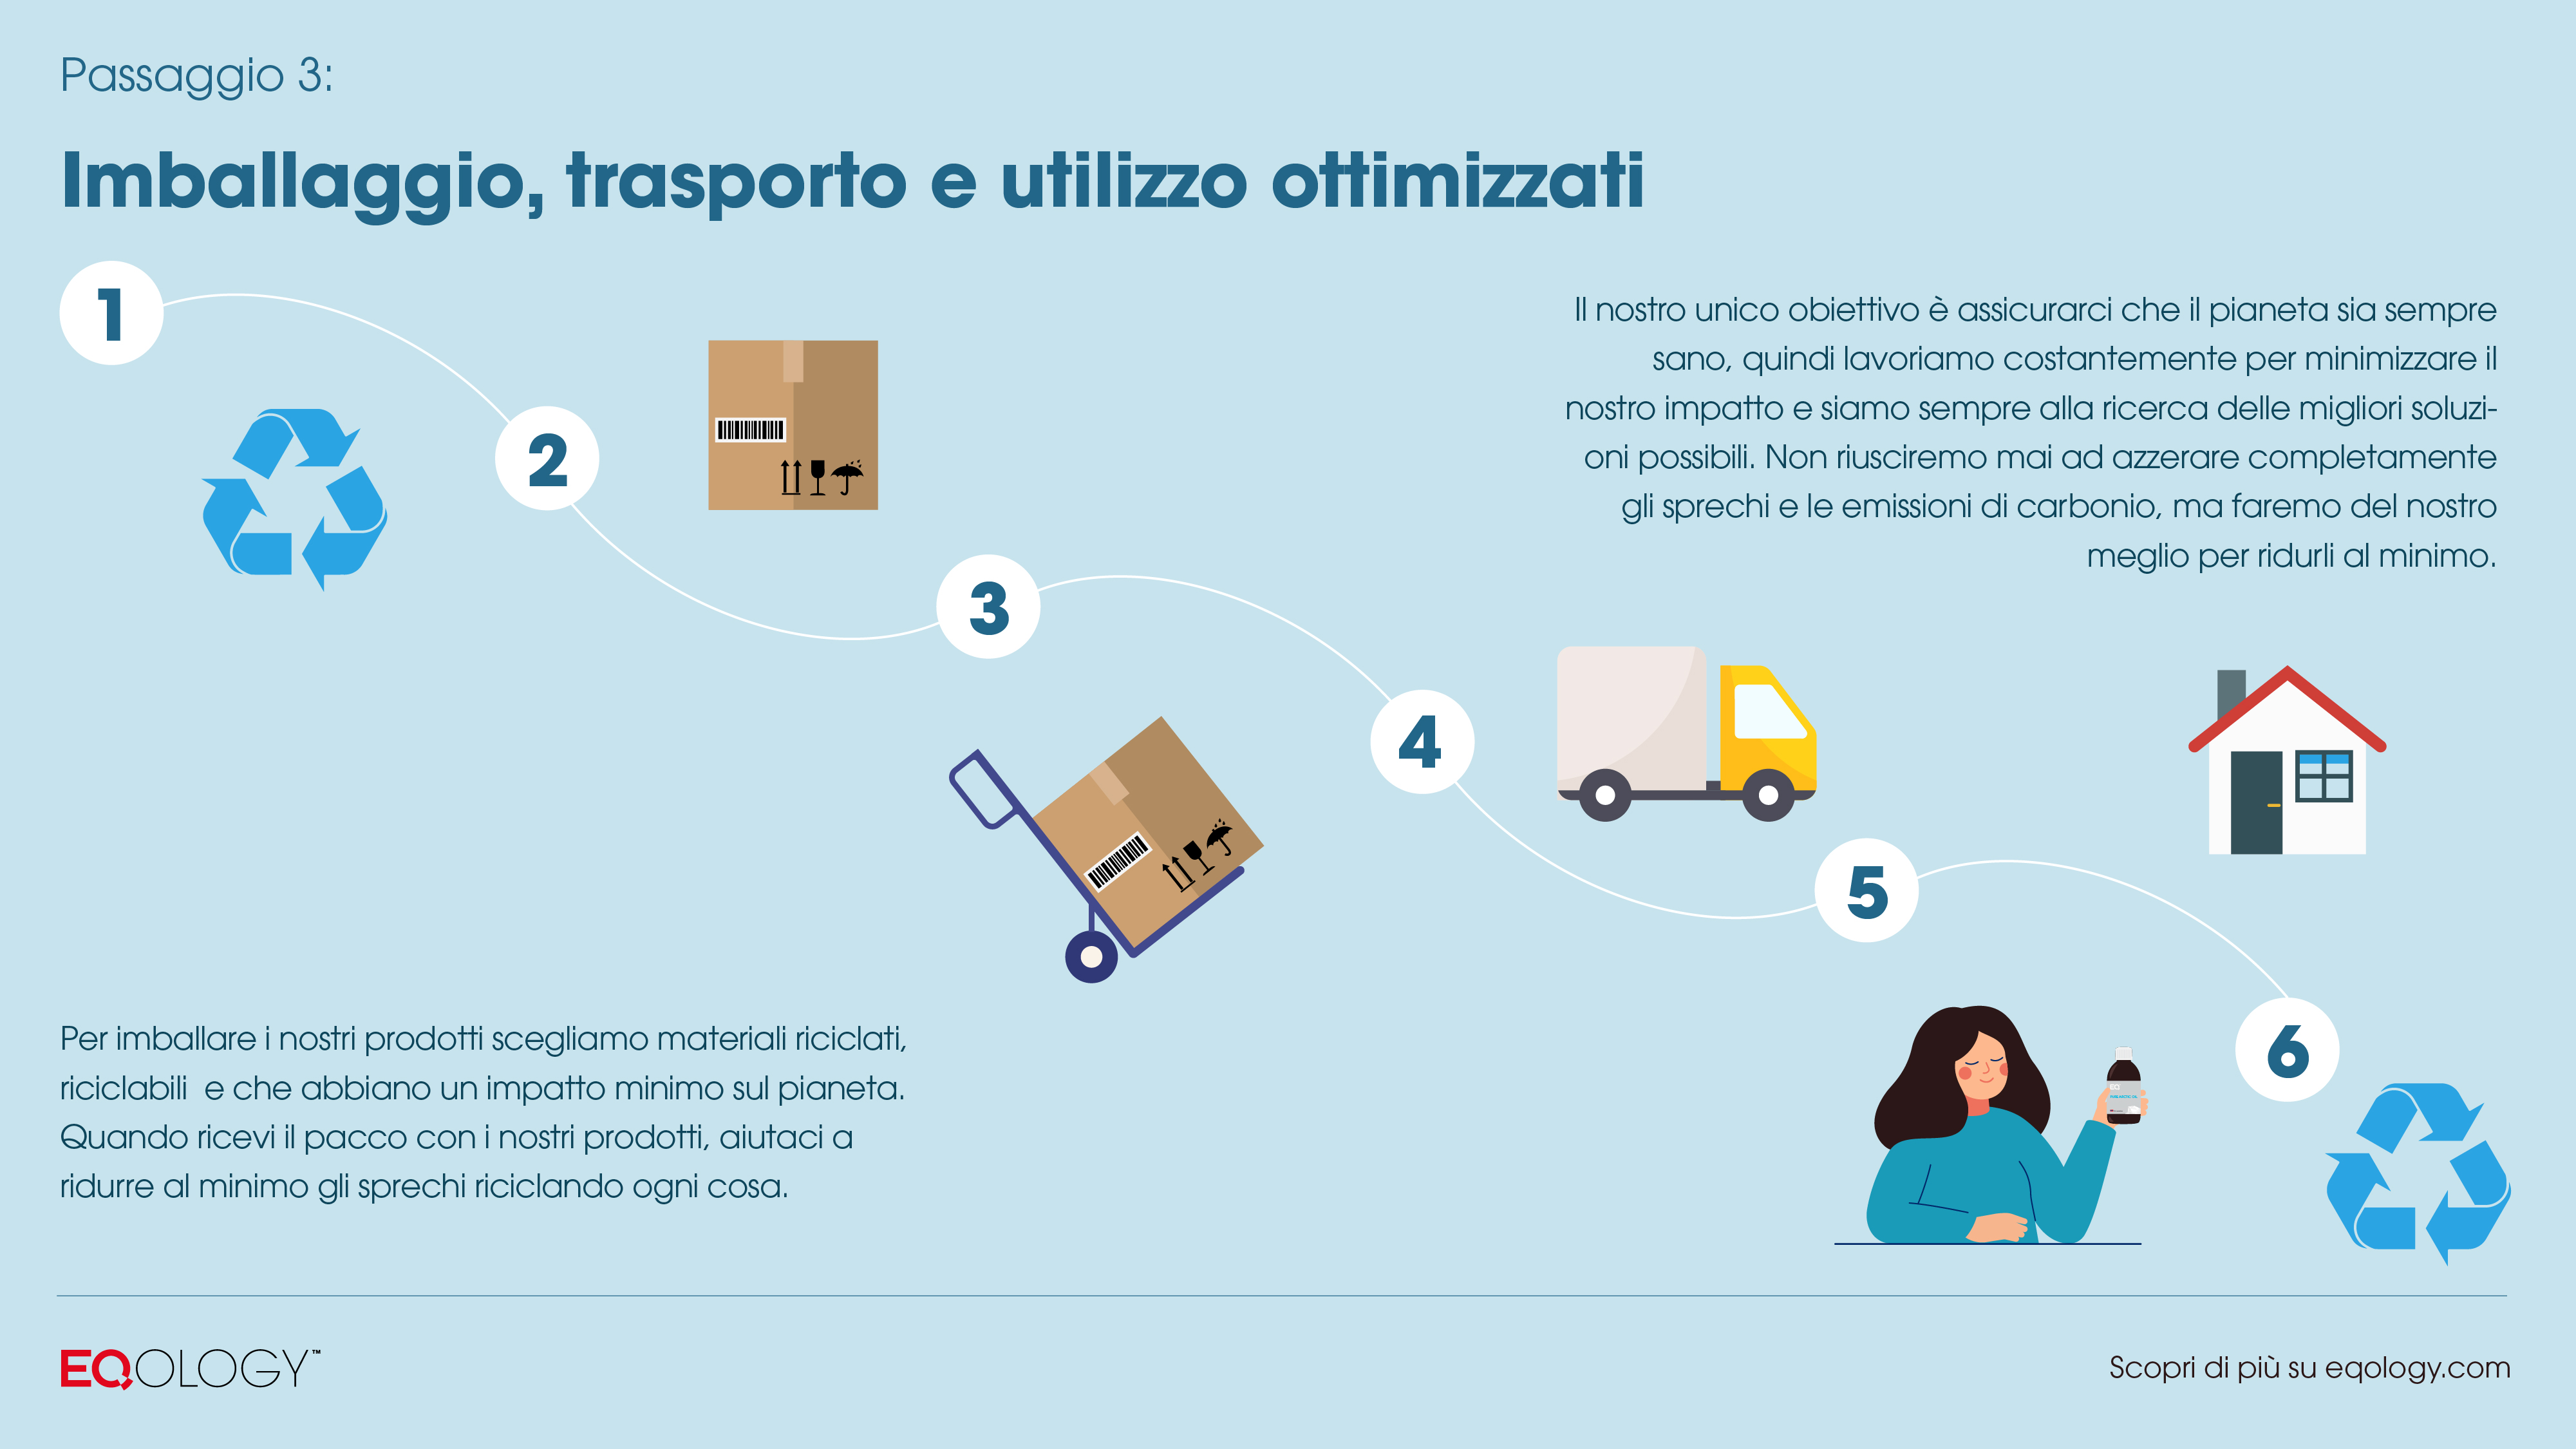 Passaggio 3:
Imballaggio, trasporto e utilizzo ottimizzati
1
2
3
4
5
6
Il nostro unico obiettivo è assicurarci che il pianeta sia sempre
sano, quindi lavoriamo costantemente per minimizzare il
nostro impatto e siamo sempre alla ricerca delle migliori soluzi-
oni possibili. Non riusciremo mai ad azzerare completamente
gli sprechi e le emissioni di carbonio, ma faremo del nostro
meglio per ridurli al minimo.
Per imballare i nostri prodotti scegliamo materiali riciclati,
riciclabili  e che abbiano un impatto minimo sul pianeta.
Quando ricevi il pacco con i nostri prodotti, aiutaci a
ridurre al minimo gli sprechi riciclando ogni cosa.
EQ
EQOLOGY™
Scopri di più su eqology.com